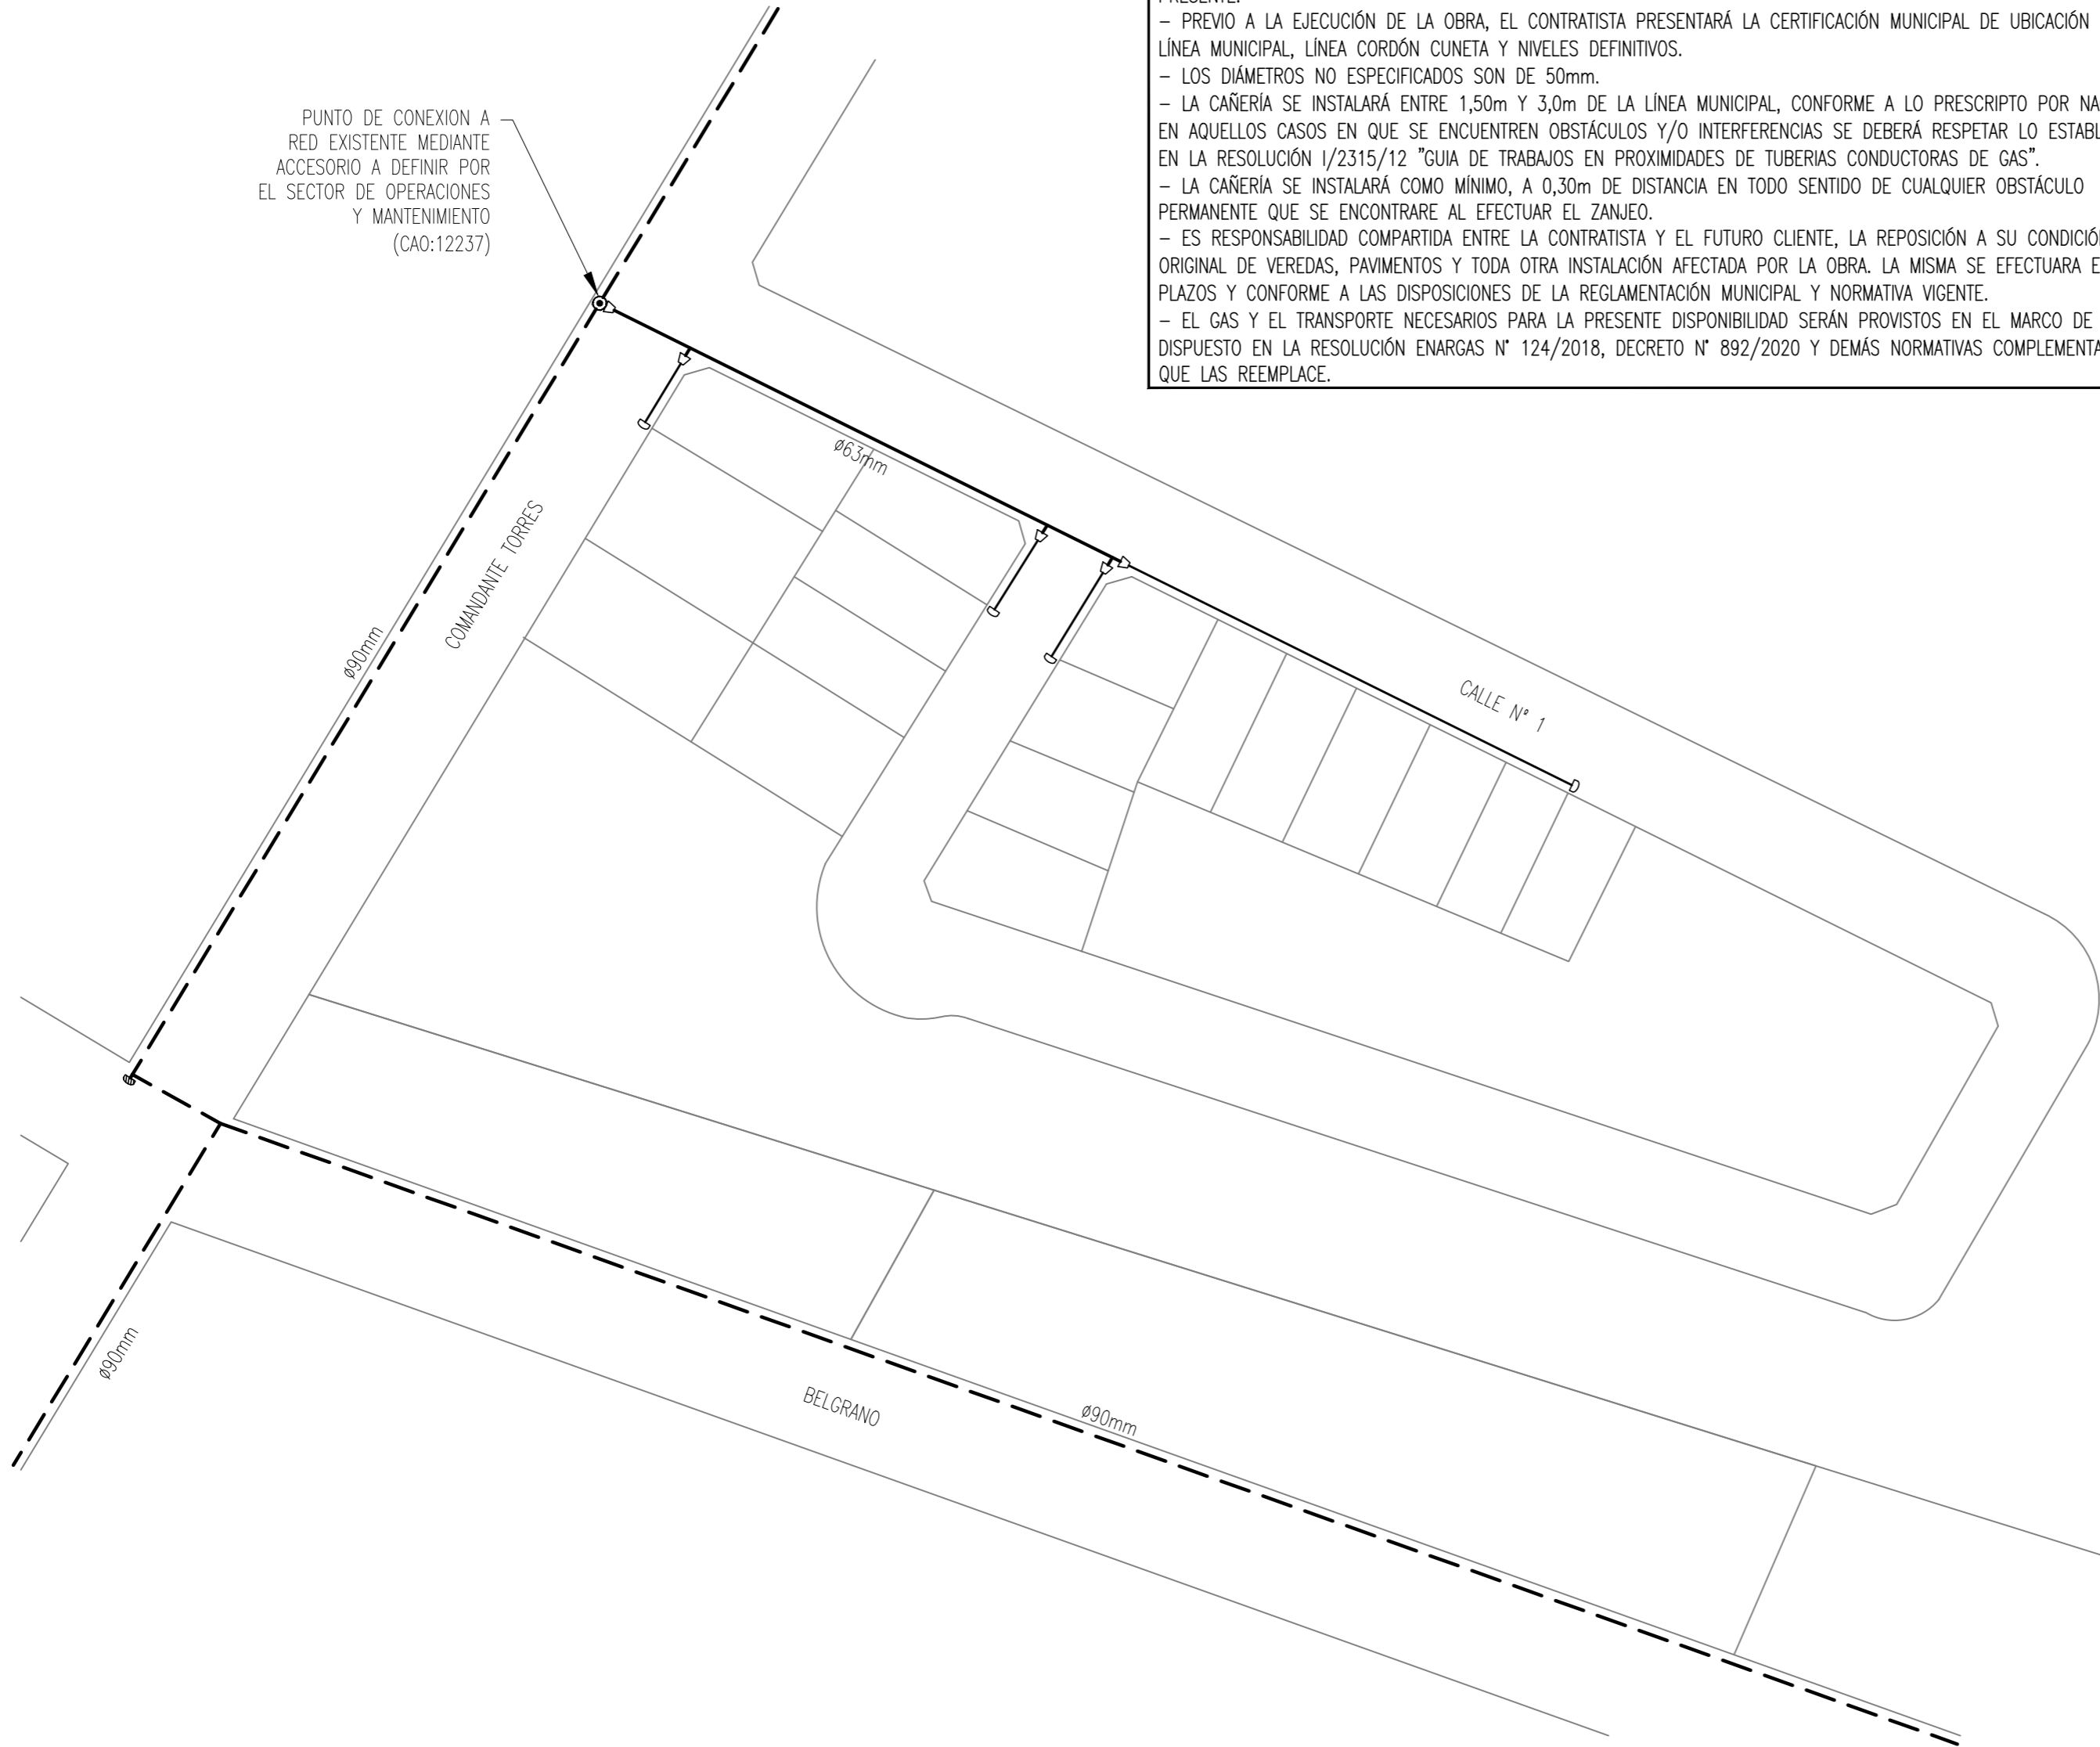 PRESENTE.
– PREVIO A LA EJECUCIÓN DE LA OBRA, EL CONTRATISTA PRESENTARÁ LA CERTIFICACIÓN MUNICIPAL DE UBICACIÓN
LÍNEA MUNICIPAL, LÍNEA CORDÓN CUNETA Y NIVELES DEFINITIVOS.
– LOS DIÁMETROS NO ESPECIFICADOS SON DE 50mm.
– LA CAÑERÍA SE INSTALARÁ ENTRE 1,50m Y 3,0m DE LA LÍNEA MUNICIPAL, CONFORME A LO PRESCRIPTO POR NA
EN AQUELLOS CASOS EN QUE SE ENCUENTREN OBSTÁCULOS Y/O INTERFERENCIAS SE DEBERÁ RESPETAR LO ESTABL
EN LA RESOLUCIÓN I/2315/12 "GUIA DE TRABAJOS EN PROXIMIDADES DE TUBERIAS CONDUCTORAS DE GAS".
– LA CAÑERÍA SE INSTALARÁ COMO MÍNIMO, A 0,30m DE DISTANCIA EN TODO SENTIDO DE CUALQUIER OBSTÁCULO
PERMANENTE QUE SE ENCONTRARE AL EFECTUAR EL ZANJEO.
– ES RESPONSABILIDAD COMPARTIDA ENTRE LA CONTRATISTA Y EL FUTURO CLIENTE, LA REPOSICIÓN A SU CONDICIÓN
ORIGINAL DE VEREDAS, PAVIMENTOS Y TODA OTRA INSTALACIÓN AFECTADA POR LA OBRA. LA MISMA SE EFECTUARA E
PLAZOS Y CONFORME A LAS DISPOSICIONES DE LA REGLAMENTACIÓN MUNICIPAL Y NORMATIVA VIGENTE.
– EL GAS Y EL TRANSPORTE NECESARIOS PARA LA PRESENTE DISPONIBILIDAD SERÁN PROVISTOS EN EL MARCO DE
DISPUESTO EN LA RESOLUCIÓN ENARGAS N° 124/2018, DECRETO N° 892/2020 Y DEMÁS NORMATIVAS COMPLEMENTA
QUE LAS REEMPLACE.
PUNTO DE CONEXION A
RED EXISTENTE MEDIANTE
ACCESORIO A DEFINIR POR
EL SECTOR DE OPERACIONES
Y MANTENIMIENTO
(CAO:12237)
ø63mm
COMANDANTE TORRES
ø90mm
CALLE N° 1
ø90mm
BELGRANO
ø90mm